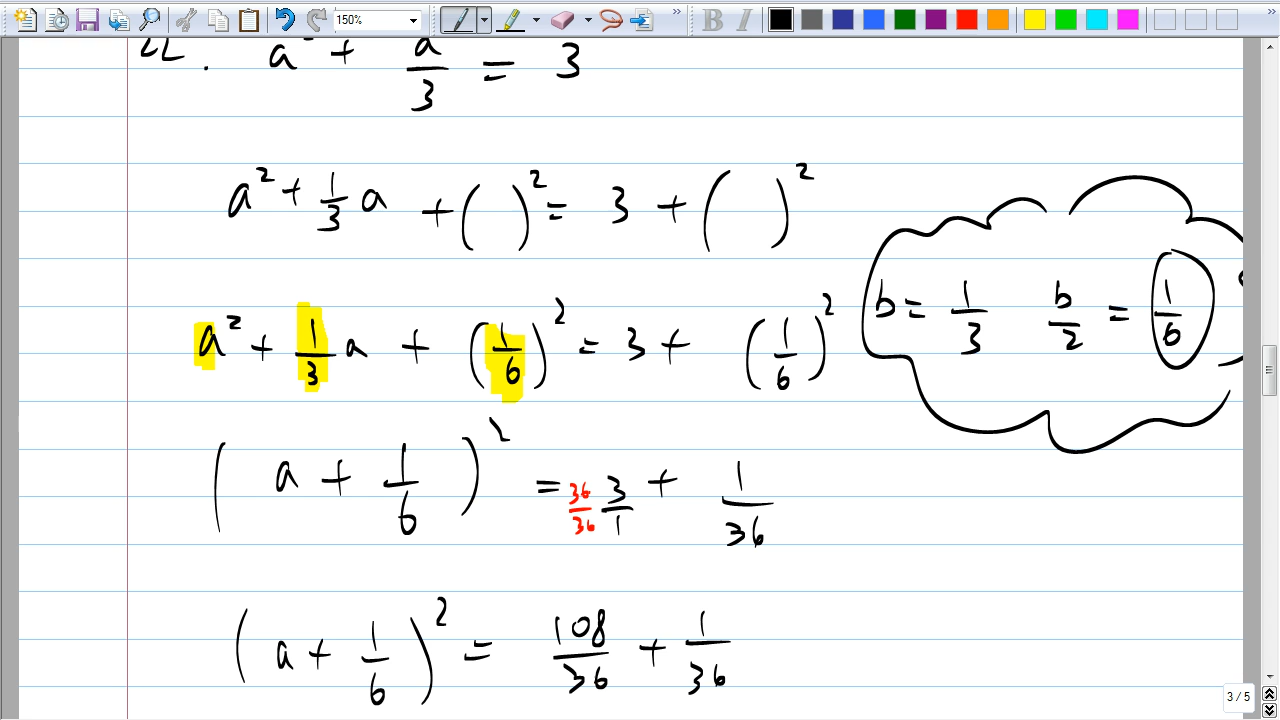 150%
B I
22. a² + a/3 = 3
a² + 1/3 a + ( )² = 3 + ( )²
b = 1/3 b/2 = 1/6
a² + 1/3 a + (1/6)² = 3 + (1/6)²
(a + 1/6)² = 36/36 3/1 + 1/36
(a + 1/6)² = 108/36 + 1/36
3 / 5